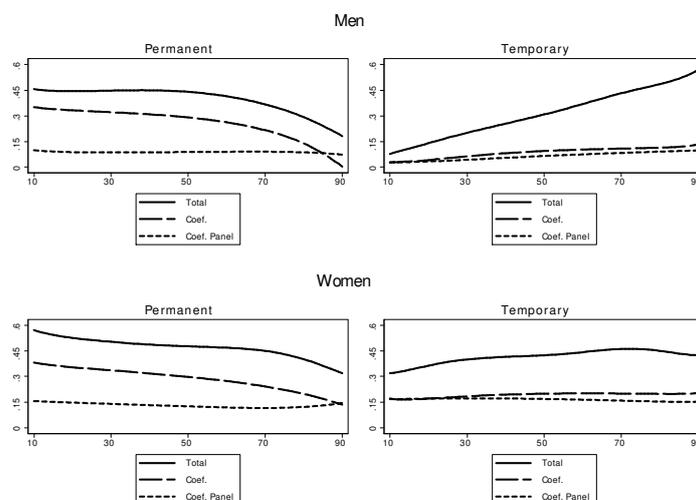 Men
Permanent
Temporary
.6
.45
.3
.15
0
10 30 50 70 90
.6
.45
.3
.15
0
10 30 50 70
Total
Coef.
Coef. Panel
Total
Coef.
Coef. Panel
Women
Permanent
Temporary
.6
.45
.3
.15
0
10 30 50 70 90
.6
.45
.3
.15
0
10 30 50 70
Total
Coef.
Coef. Panel
Total
Coef.
Coef. Panel